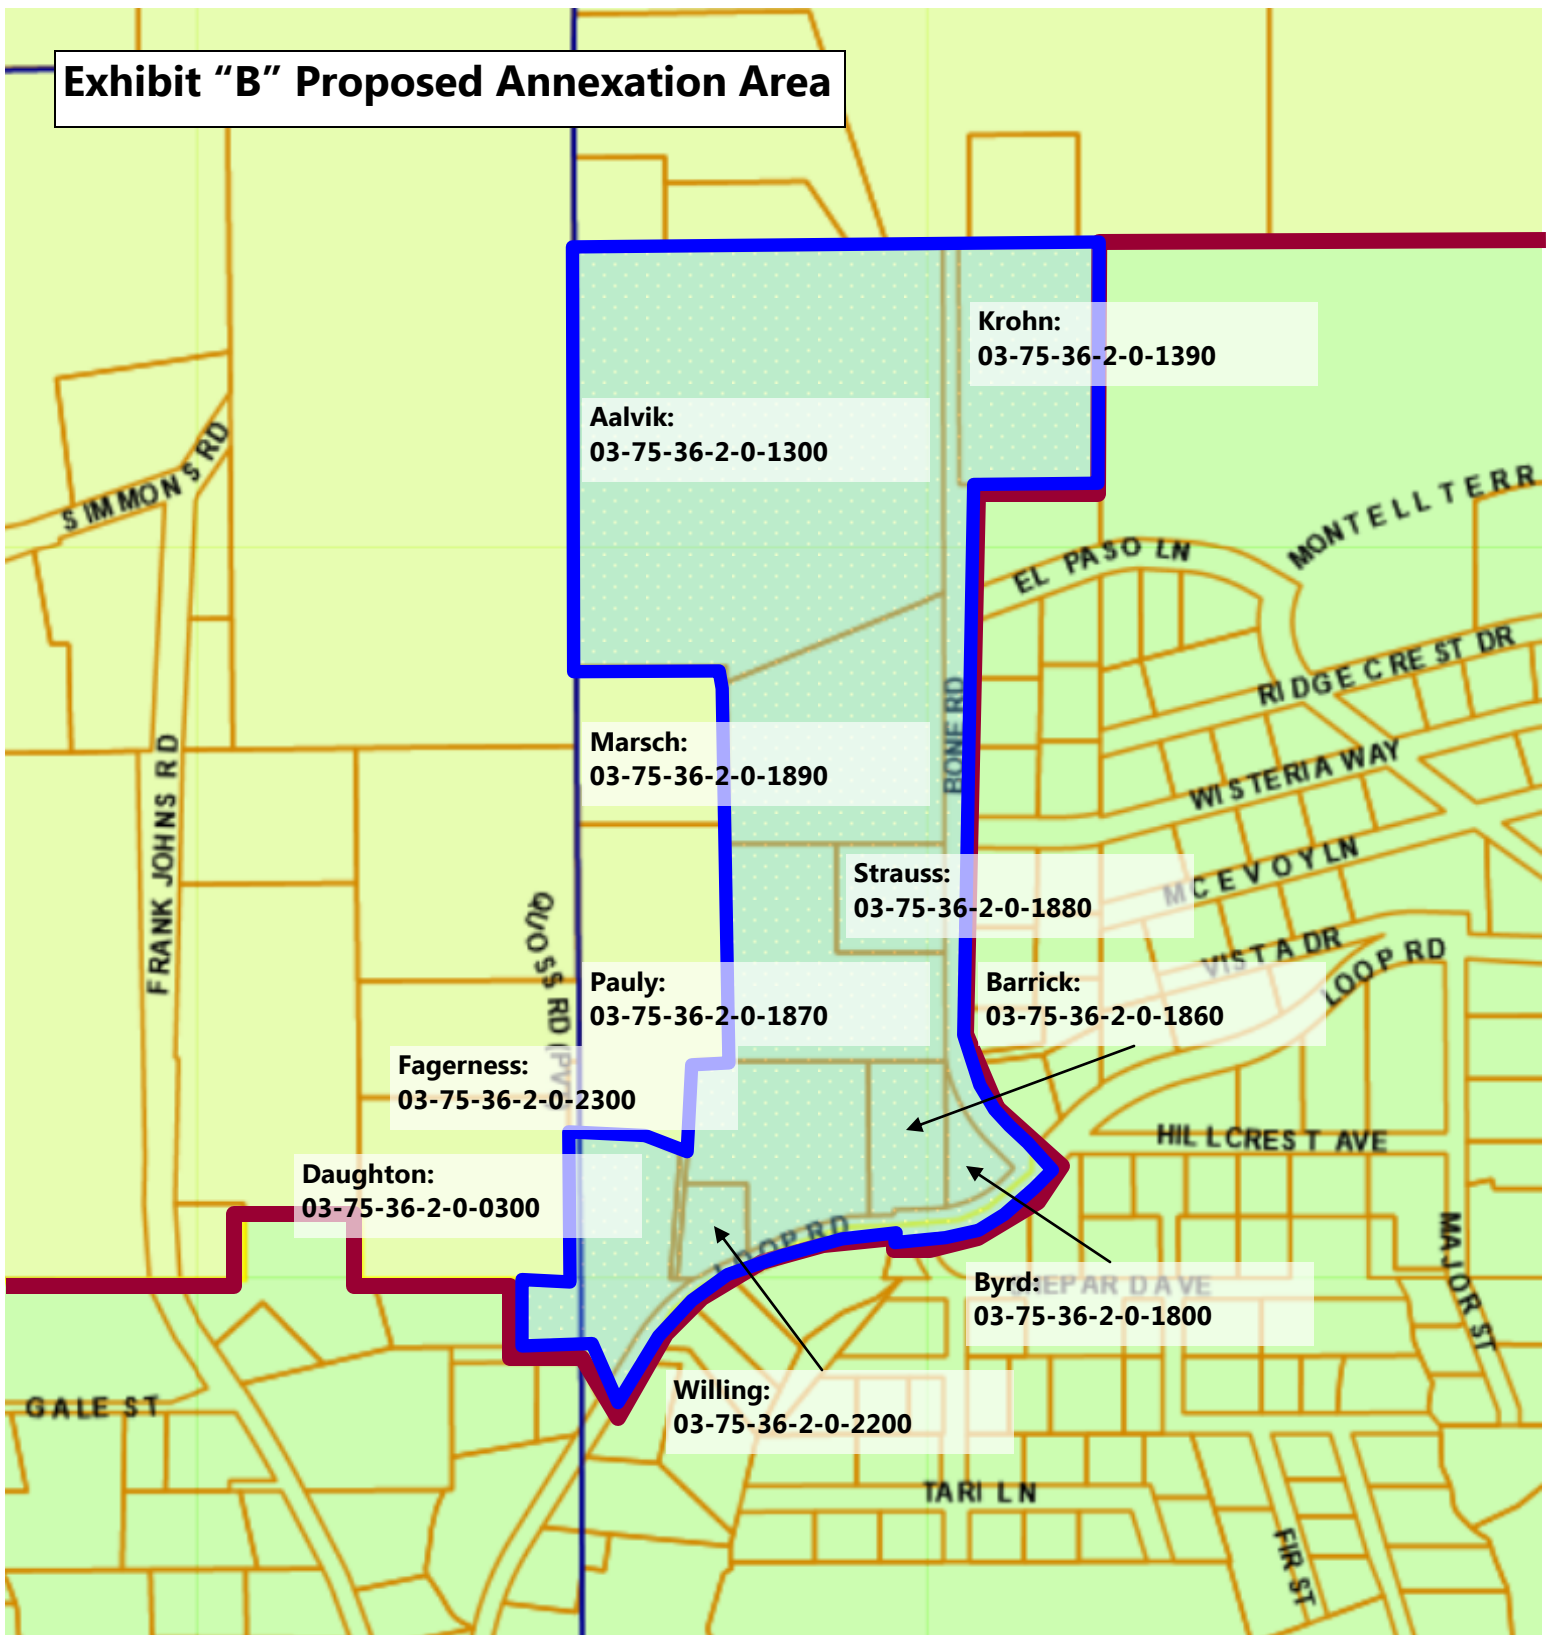 Exhibit “B” Proposed Annexation Area
Krohn:
03-75-36-2-0-1390
Aalvik:
03-75-36-2-0-1300
SIMMONS RD
MONTELL TERR
EL PASO LN
RIDGECREST DR
BONE RD
Marsch:
03-75-36-2-0-1890
WISTERIA WAY
FRANK JOHNS RD
MCEVOY LN
Strauss:
03-75-36-2-0-1880
QUOSS RD (PVT)
VISTA DR
LOOP RD
Pauly:
03-75-36-2-0-1870
Barrick:
03-75-36-2-0-1860
Fagerness:
03-75-36-2-0-2300
HILLCREST AVE
Daughton:
03-75-36-2-0-0300
LOOP RD
MAJOR ST
Byrd:
03-75-36-2-0-1800
SHEPARD AVE
Willing:
03-75-36-2-0-2200
GALE ST
TARI LN
FIR ST